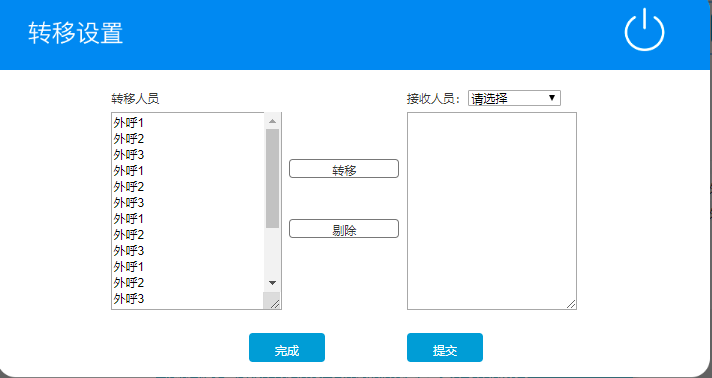 转移设置
转移人员
接收人员：
请选择
外呼1
外呼2
外呼3
外呼1
外呼2
外呼3
外呼1
外呼2
外呼3
外呼1
外呼2
外呼3
转移
剔除
完成
提交